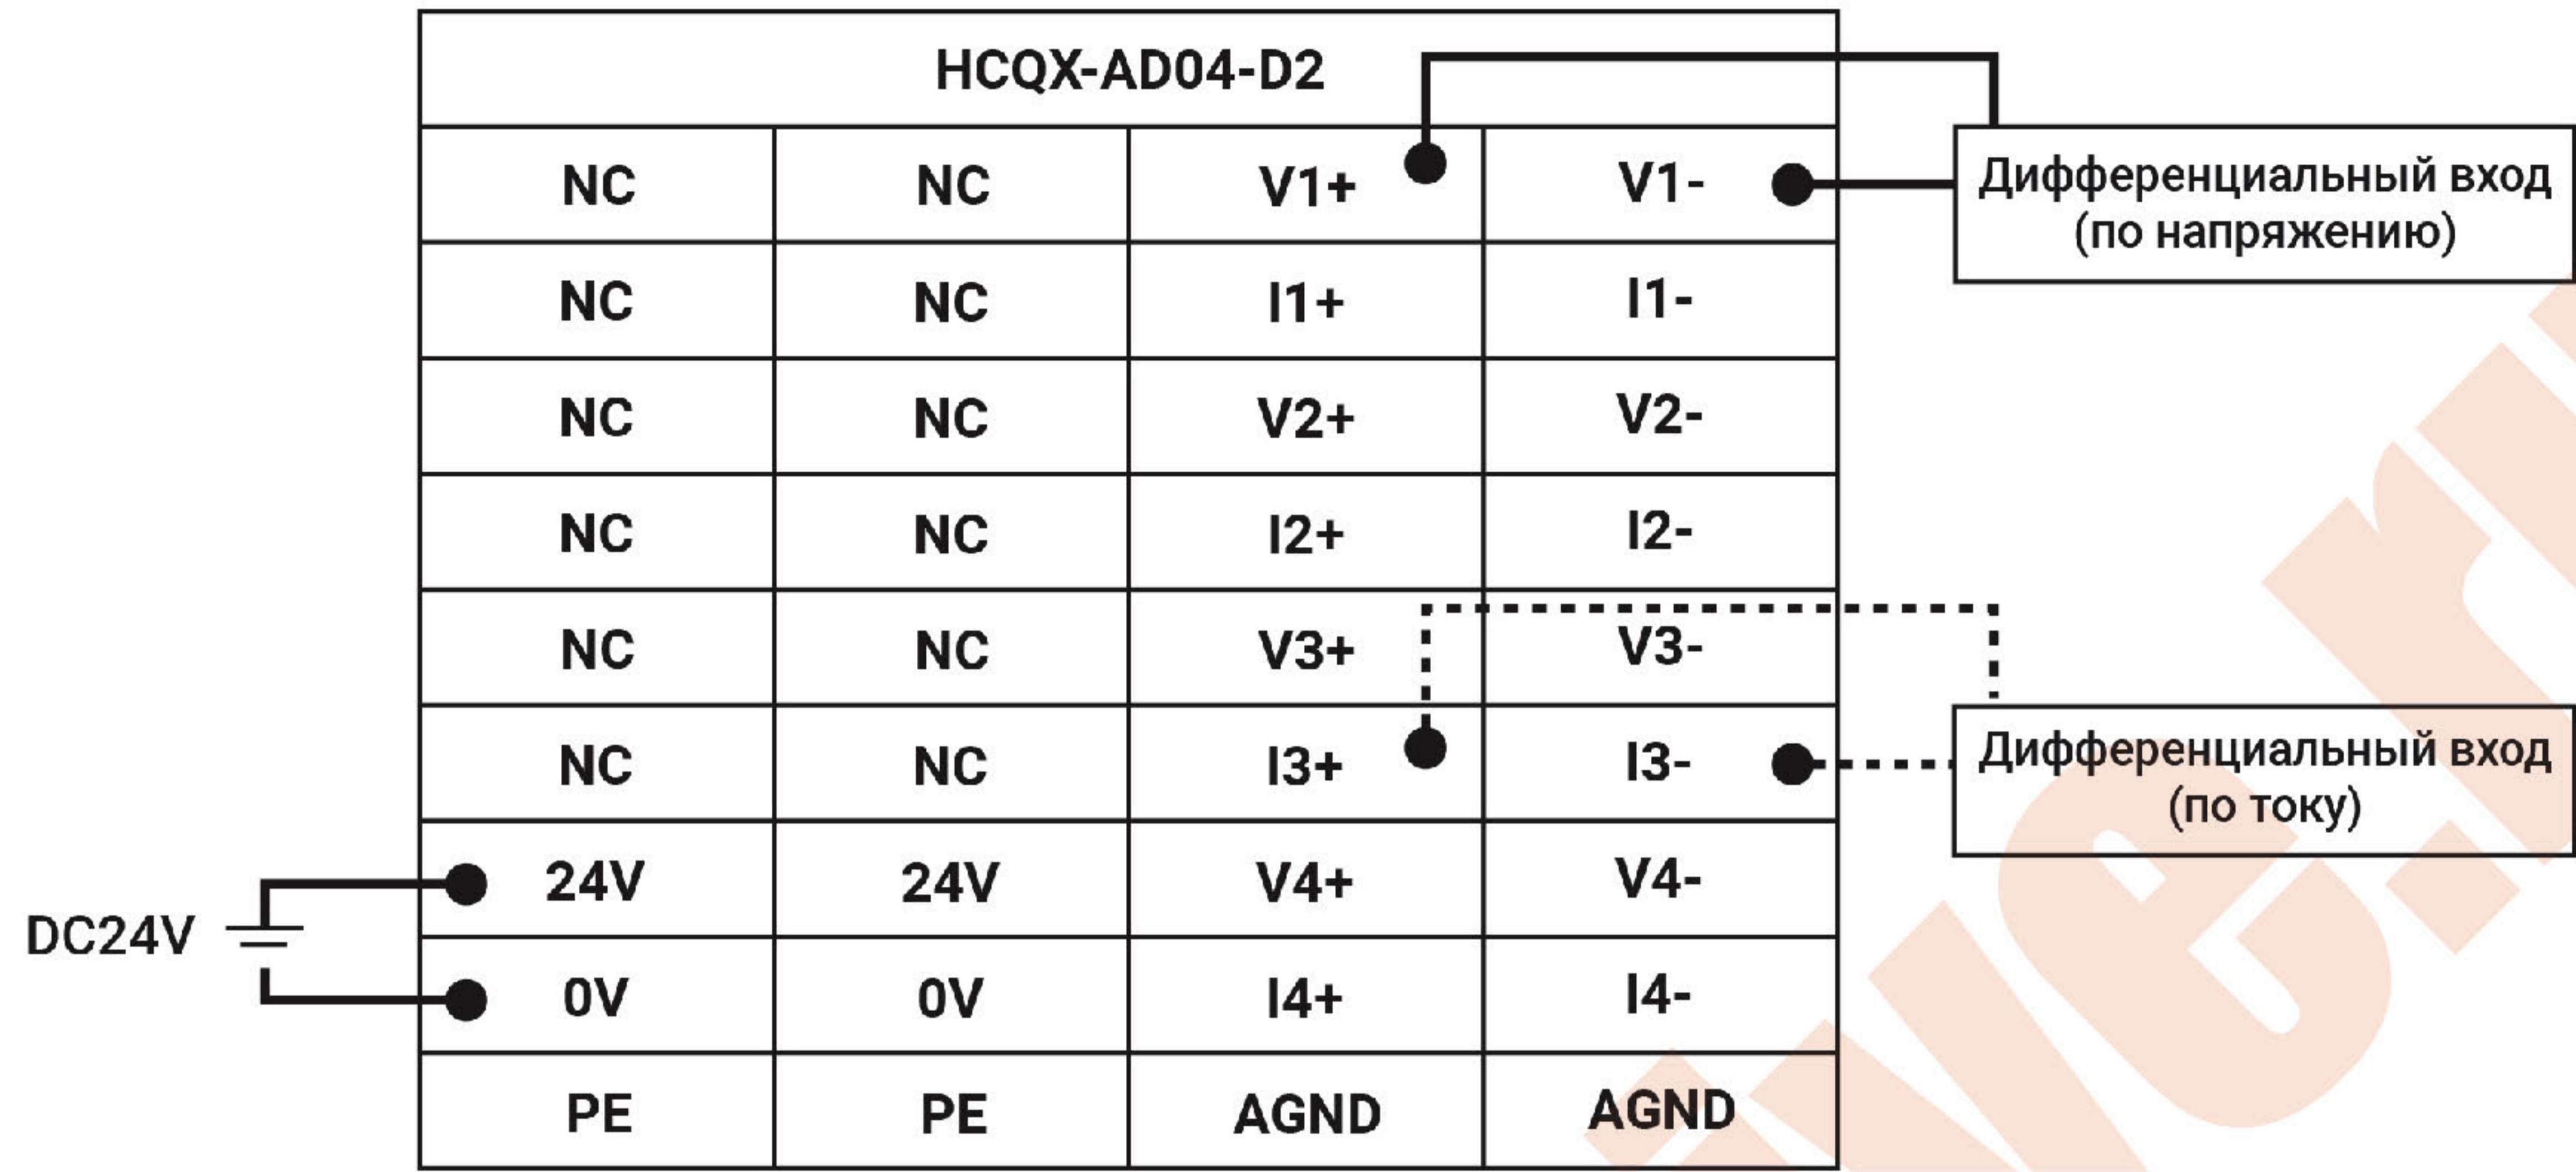 HCQX-AD04-D2
NC NC V1+ V1-
Дифференциальный вход
(по напряжению)
NC NC I1+ I1-
NC NC V2+ V2-
NC NC I2+ I2-
NC NC V3+ V3-
NC NC I3+ I3-
Дифференциальный вход
(по току)
24V 24V V4+ V4-
DC24V
0V 0V I4+ I4-
PE PE AGND AGND
ve.r